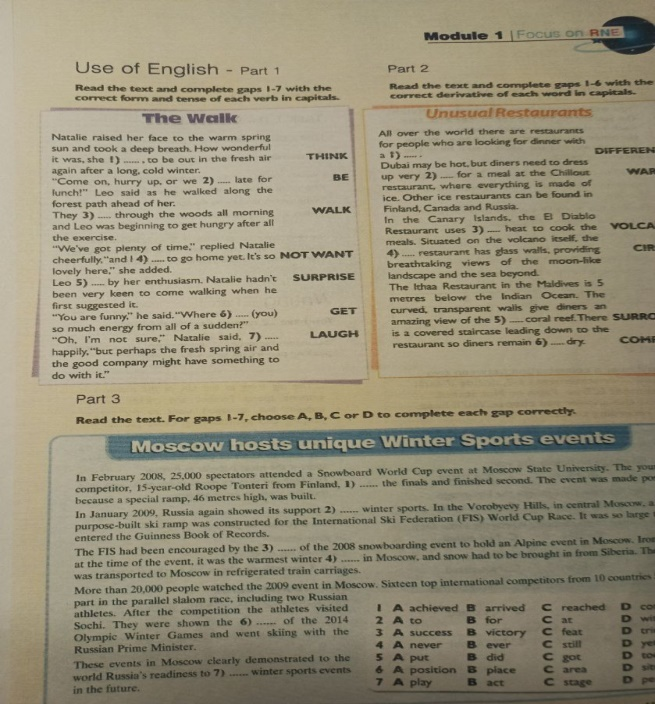 Module 1 | Focus on RNE
Use of English - Part 1
Read the text and complete gaps 1-7 with the
correct form and tense of each verb in capitals.
The Walk
Natalie raised her face to the warm spring
sun and took a deep breath. How wonderful
it was, she 1) ......, to be out in the fresh air THINK
again after a long, cold winter.
"Come on, hurry up, or we 2) ..... late for BE
lunch!" Leo said as he walked along the
forest path ahead of her.
They 3) ..... through the woods all morning WALK
and Leo was beginning to get hungry after all
the exercise.
"We've got plenty of time," replied Natalie
cheerfully, "and I 4) ..... to go home yet. It's so NOT WANT
lovely here," she added.
Leo 5) ..... by her enthusiasm. Natalie hadn't SURPRISE
been very keen to come walking when he
first suggested it.
"You are funny," he said. "Where 6) ..... (you) GET
so much energy from all of a sudden?"
"Oh, I'm not sure," Natalie said, 7) ..... LAUGH
happily, "but perhaps the fresh spring air and
the good company might have something to
do with it."
Part 2
Read the text and complete gaps 1-6 with the
correct derivative of each word in capitals.
Unusual Restaurants
All over the world there are restaurants
for people who are looking for dinner with
a 1) ..... . DIFFEREN
Dubai may be hot, but diners need to dress
up very 2) ..... for a meal at the Chillout WAR
restaurant, where everything is made of
ice. Other ice restaurants can be found in
Finland, Canada and Russia.
In the Canary Islands, the El Diablo
Restaurant uses 3) ..... heat to cook the VOLCA
meals. Situated on the volcano itself, the
4) ..... restaurant has glass walls, providing CIR
breathtaking views of the moon-like
landscape and the sea beyond.
The Ithaa Restaurant in the Maldives is 5
metres below the Indian Ocean. The
curved, transparent walls give diners an
amazing view of the 5) ..... coral reef. There SURRO
is a covered staircase leading down to the
restaurant so diners remain 6) ..... dry. COM
Part 3
Read the text. For gaps 1-7, choose A, B, C or D to complete each gap correctly.
Moscow hosts unique Winter Sports events
In February 2008, 25,000 spectators attended a Snowboard World Cup event at Moscow State University. The you
competitor, 15-year-old Roope Tonteri from Finland, 1) ...... the finals and finished second. The event was made po
because a special ramp, 46 metres high, was built.
In January 2009, Russia again showed its support 2) ...... winter sports. In the Vorobyevy Hills, in central Moscow, a
purpose-built ski ramp was constructed for the International Ski Federation (FIS) World Cup Race. It was so large
entered the Guinness Book of Records.
The FIS had been encouraged by the 3) ...... of the 2008 snowboarding event to hold an Alpine event in Moscow.
at the time of the event, it was the warmest winter 4) ...... in Moscow, and snow had to be brought in from Siberia. Th
was transported to Moscow in refrigerated train carriages.
More than 20,000 people watched the 2009 event in Moscow. Sixteen top international competitors from 10 countries
part in the parallel slalom race, including two Russian
athletes. After the competition the athletes visited
Sochi. They were shown the 6) ...... of the 2014
Olympic Winter Games and went skiing with the
Russian Prime Minister.
These events in Moscow clearly demonstrated to the
world Russia's readiness to 7) ...... winter sports events
in the future.
1 A achieved B arrived C reached D co
2 A to B for C at D wi
3 A success B victory C feat D tri
4 A never B ever C still D ye
5 A put B did C got D to
6 A position B place C area D sit
7 A play B act C stage D pe